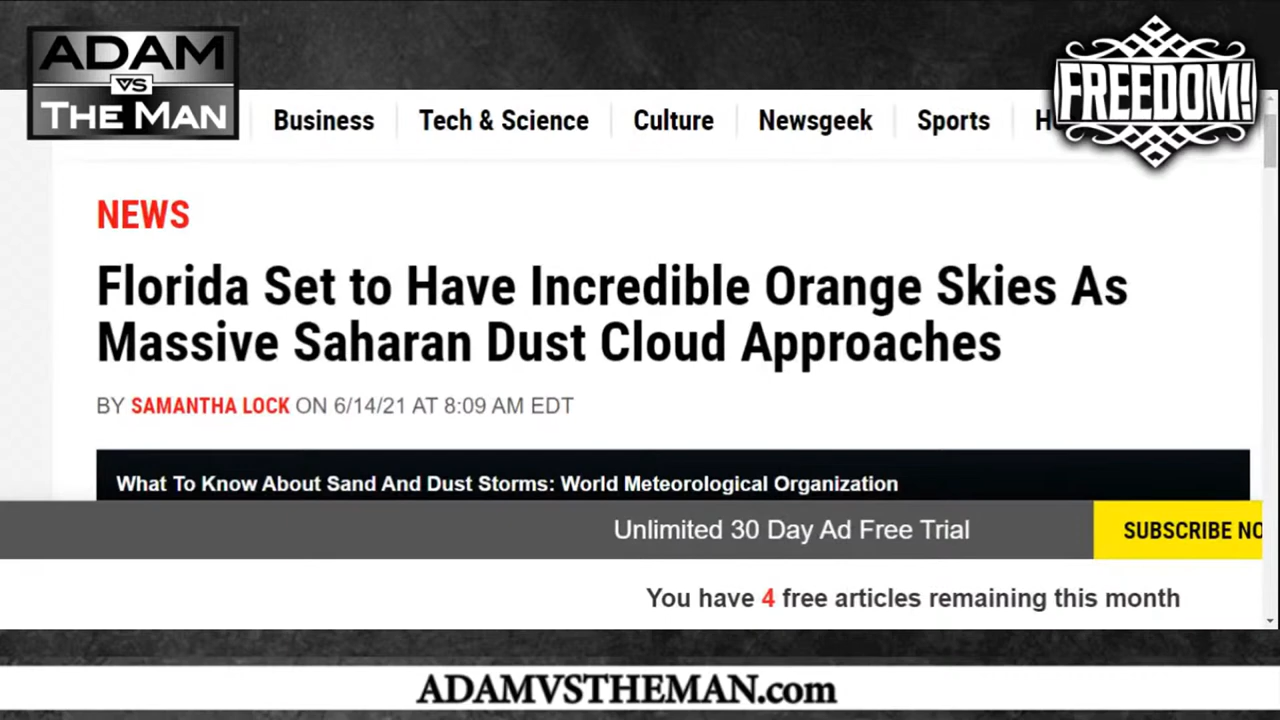 ADAM
VS
THE MAN
FREEDOM!
Business
Tech & Science
Culture
Newsgeek
Sports
NEWS
Florida Set to Have Incredible Orange Skies As
Massive Saharan Dust Cloud Approaches
BY SAMANTHA LOCK ON 6/14/21 AT 8:09 AM EDT
What To Know About Sand And Dust Storms: World Meteorological Organization
Unlimited 30 Day Ad Free Trial
SUBSCRIBE NO
You have 4 free articles remaining this month
ADAMVSTHEMAN.com